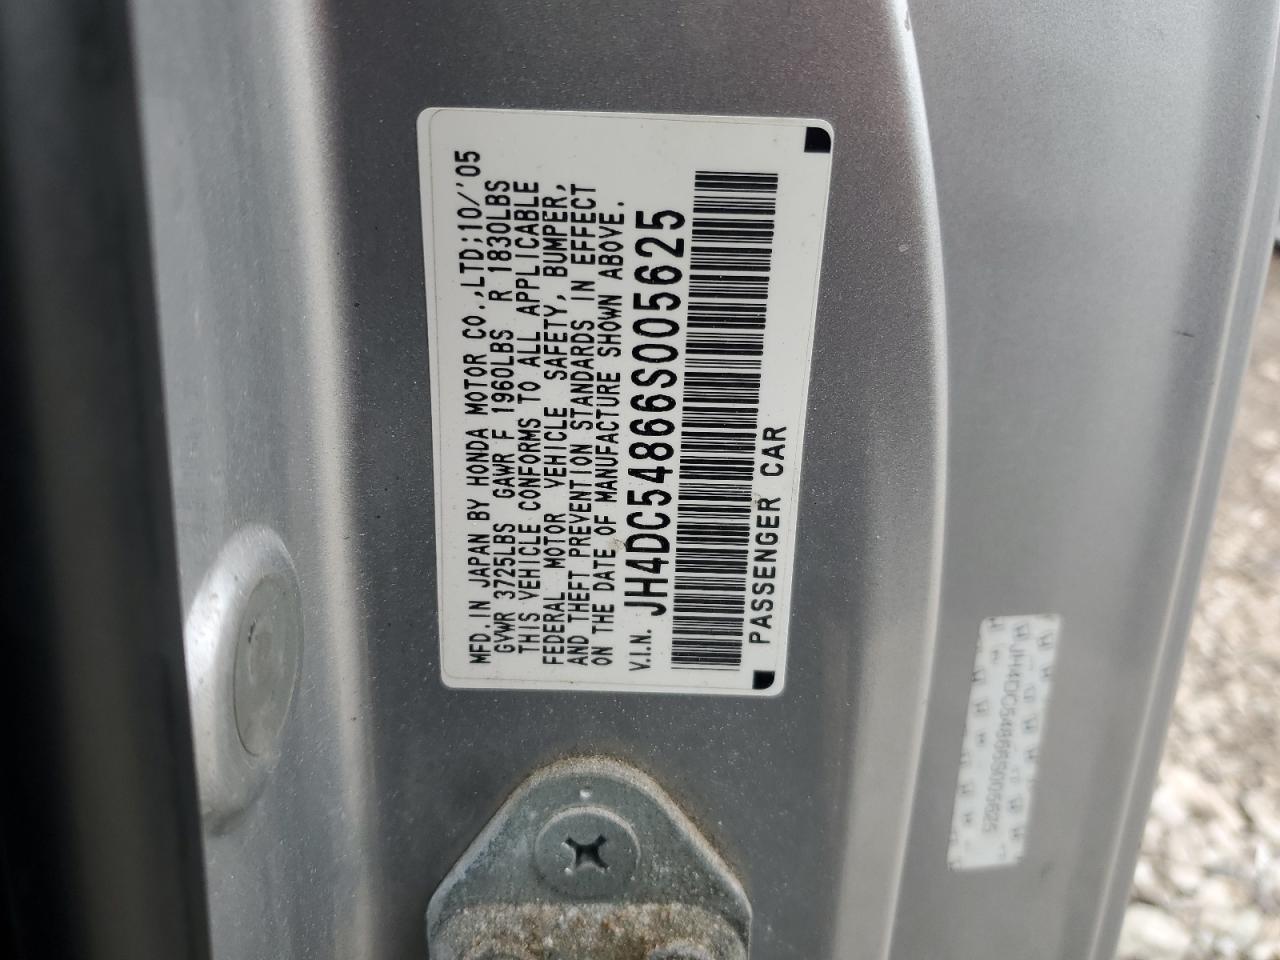 MFD. IN JAPAN BY HONDA MOTOR CO.,LTD;10/'05
GVWR 3725LBS GAWR F 1960LBS R 1830LBS
THIS VEHICLE CONFORMS TO ALL APPLICABLE
FEDERAL MOTOR VEHICLE SAFETY, BUMPER,
AND THEFT PREVENTION STANDARDS IN EFFECT
ON THE DATE OF MANUFACTURE SHOWN ABOVE.
V.I.N. JH4DC54866S005625
PASSENGER CAR
JH4DC54866S005625